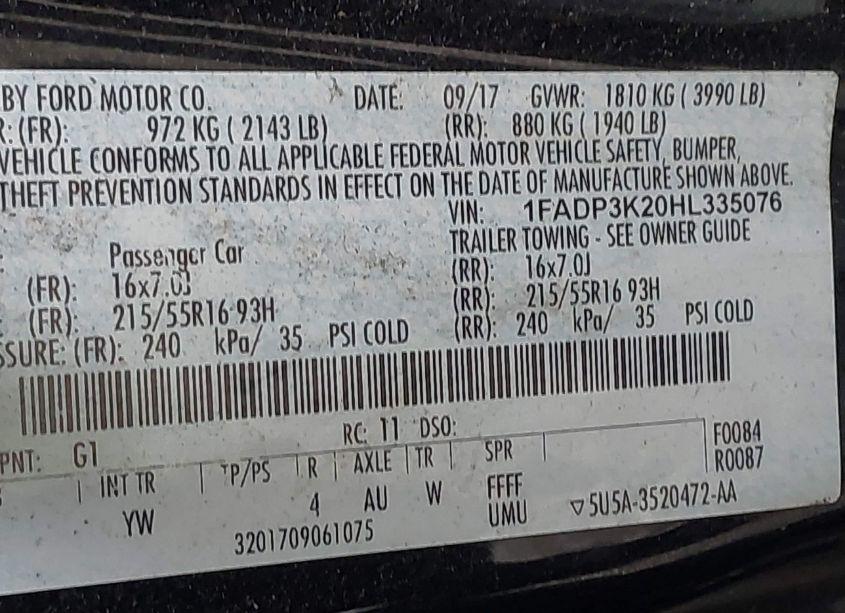 BY FORD MOTOR CO. DATE: 09/17 GVWR: 1810 KG ( 3990 LB)
R: (FR): 972 KG ( 2143 LB) (RR): 880 KG ( 1940 LB)
VEHICLE CONFORMS TO ALL APPLICABLE FEDERAL MOTOR VEHICLE SAFETY, BUMPER,
THEFT PREVENTION STANDARDS IN EFFECT ON THE DATE OF MANUFACTURE SHOWN ABOVE.
VIN: 1FADP3K20HL335076
: Passenger Car TRAILER TOWING - SEE OWNER GUIDE
(FR): 16x7.0J (RR): 16x7.0J
(FR): 215/55R16 93H (RR): 215/55R16 93H
SSURE: (FR): 240 kPa/ 35 PSI COLD (RR): 240 kPa/ 35 PSI COLD
PNT: G1 RC: 11 DSO:
INT TR TP/PS R AXLE TR SPR F0084
R0087
YW 4 AU W FFFF
UMU ▽5U5A-3520472-AA
3201709061075